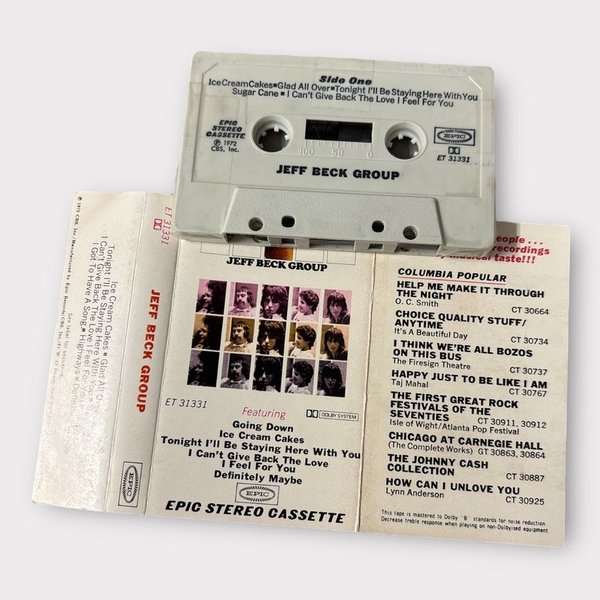 Side One
Ice Cream Cakes▪Glad All Over▪Tonight I'll Be Staying Here With You
Sugar Cane ▪ I Can't Give Back The Love I Feel For You
EPIC
STEREO
CASSETTE
℗ 1972
CBS, Inc.
100 50 0
EPIC
ET 31331
JEFF BECK GROUP
ET 31331
Ice Cream Cakes ▪ Glad All O
Tonight I'll Be Staying Here With You
I Can't Give Back The Love I Feel For You
I Got To Have A Song ▪ Highways
JEFF BECK GROUP
EPIC
JEFF BECK GROUP
ET 31331
DOLBY SYSTEM
Featuring
Going Down
Ice Cream Cakes
Tonight I'll Be Staying Here With You
I Can't Give Back The Love
I Feel For You
Definitely Maybe
EPIC
EPIC STEREO CASSETTE
people . . .
recordings
musical taste!!!
COLUMBIA POPULAR
HELP ME MAKE IT THROUGH
THE NIGHT CT 30664
O. C. Smith
CHOICE QUALITY STUFF/
ANYTIME CT 30734
It's A Beautiful Day
I THINK WE'RE ALL BOZOS
ON THIS BUS CT 30737
The Firesign Theatre
HAPPY JUST TO BE LIKE I AM
Taj Mahal CT 30767
THE FIRST GREAT ROCK
FESTIVALS OF THE
SEVENTIES CT 30911, 30912
Isle of Wight/Atlanta Pop Festival
CHICAGO AT CARNEGIE HALL
(The Complete Works) GT 30863, 30864
THE JOHNNY CASH
COLLECTION CT 30887
HOW CAN I UNLOVE YOU
Lynn Anderson CT 30925
This tape is mastered to Dolby "B" standards for noise reduction.
Decrease treble response when playing on non-Dolbyised equipment.